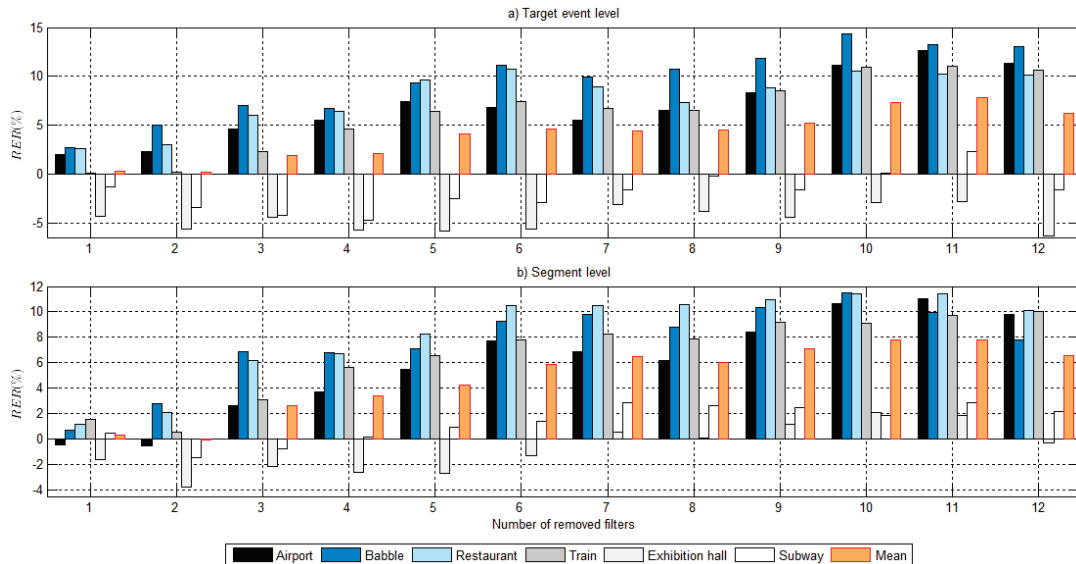 a) Target event level
15
10
5
0
-5
RER(%)
1 2 3 4 5 6 7 8 9 10 11 12
b) Segment level
12
10
8
6
4
2
0
-2
-4
RER(%)
1 2 3 4 5 6 7 8 9 10 11 12
Number of removed filters
Airport Babble Restaurant Train Exhibition hall Subway Mean